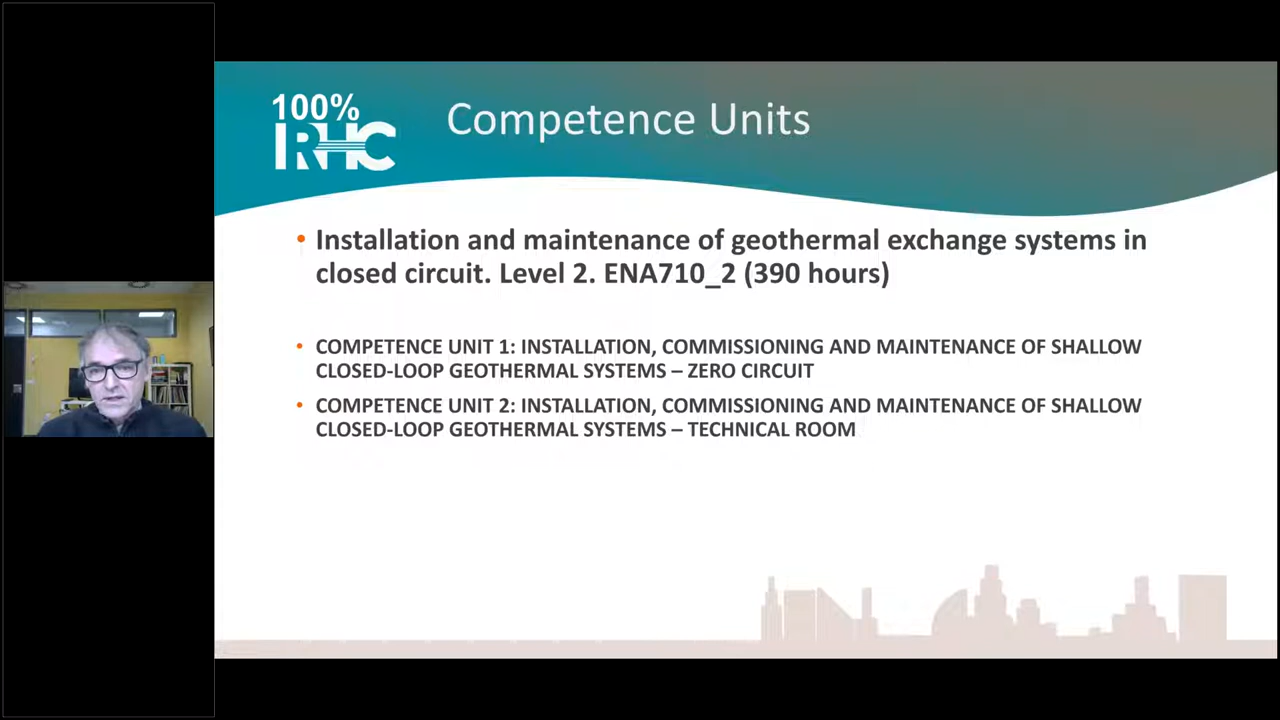 100%
RHC
Competence Units
• Installation and maintenance of geothermal exchange systems in
closed circuit. Level 2. ENA710_2 (390 hours)
• COMPETENCE UNIT 1: INSTALLATION, COMMISSIONING AND MAINTENANCE OF SHALLOW
CLOSED-LOOP GEOTHERMAL SYSTEMS – ZERO CIRCUIT
• COMPETENCE UNIT 2: INSTALLATION, COMMISSIONING AND MAINTENANCE OF SHALLOW
CLOSED-LOOP GEOTHERMAL SYSTEMS – TECHNICAL ROOM